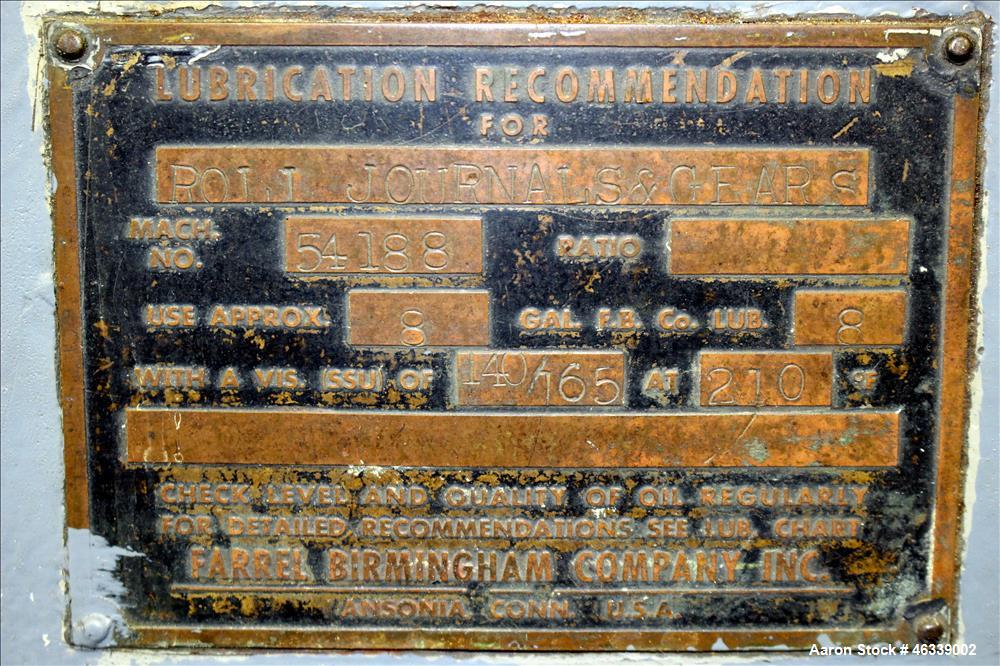 LUBRICATION RECOMMENDATION
FOR
ROLL JOURNALS & GEARS
MACH. NO. 54188 RATIO
USE APPROX. 8 GAL. F.B. Co. LUB. 8
WITH A VIS. (SSU) OF 140/165 AT 210 °F
CHECK LEVEL AND QUALITY OF OIL REGULARLY
FOR DETAILED RECOMMENDATIONS SEE LUB. CHART
FARREL BIRMINGHAM COMPANY INC.
ANSONIA, CONN. U.S.A.
Aaron Stock # 46339002